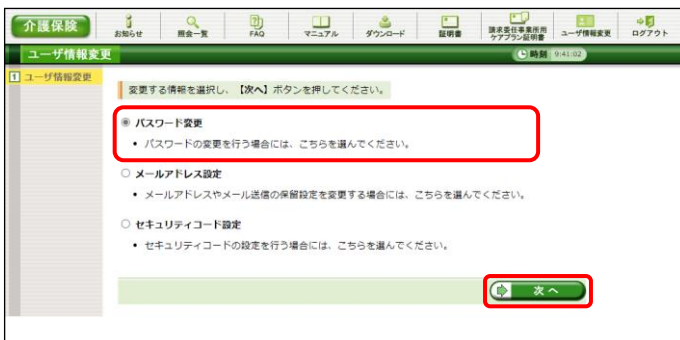 介護保険
お知らせ
照会一覧
FAQ
マニュアル
ダウンロード
証明書
請求委任事業所用
ケアプラン証明書
ユーザ情報変更
ログアウト
ユーザ情報変更
時刻 9:41:02
1 ユーザ情報変更
変更する情報を選択し、【次へ】ボタンを押してください。
パスワード変更
• パスワードの変更を行う場合には、こちらを選んでください。
メールアドレス設定
• メールアドレスやメール送信の保留設定を変更する場合には、こちらを選んでください。
セキュリティコード設定
• セキュリティコードの設定を行う場合には、こちらを選んでください。
次へ